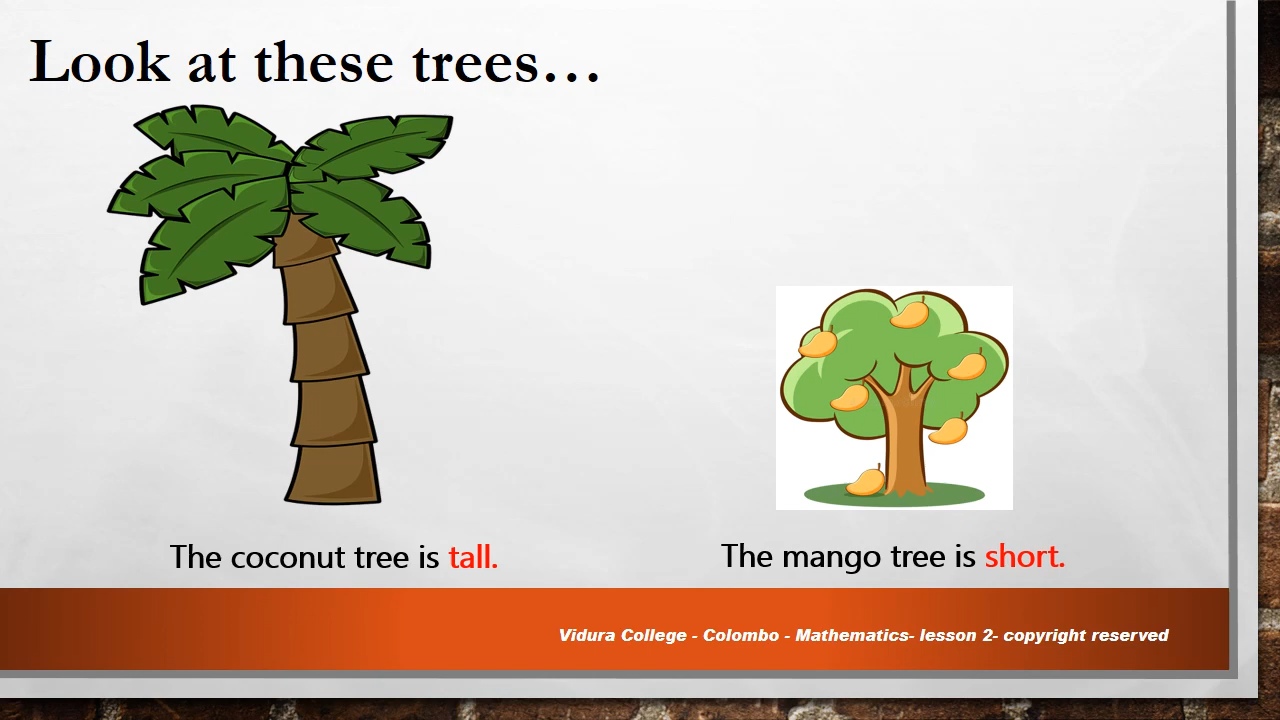 Look at these trees…
The coconut tree is tall.
The mango tree is short.
Vidura College - Colombo - Mathematics- lesson 2- copyright reserved